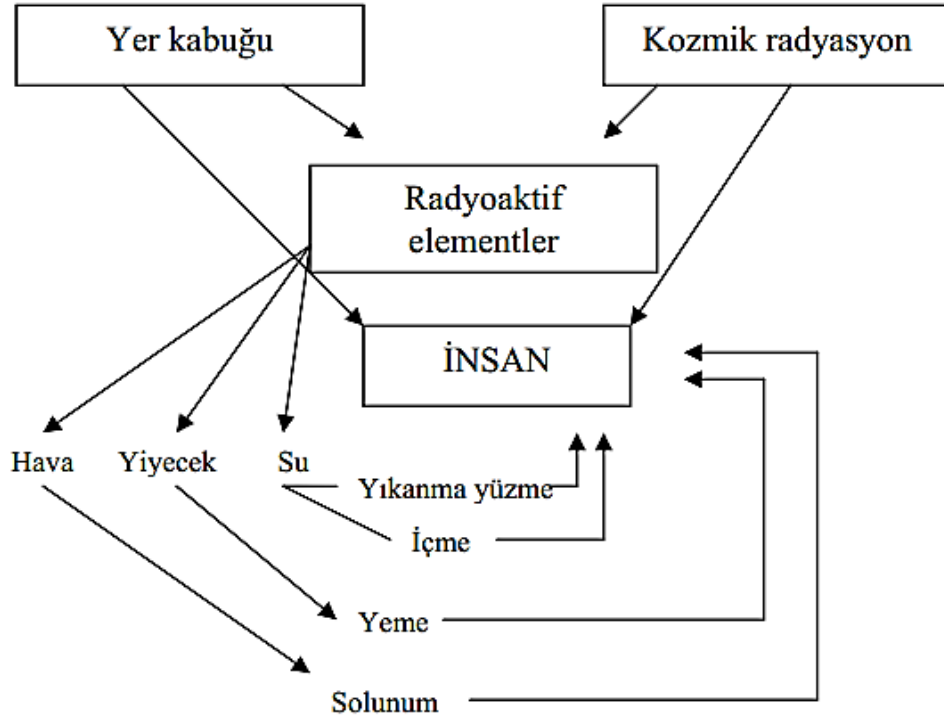 Yer kabuğu
Kozmik radyasyon
Radyoaktif
elementler
İNSAN
Hava
Yiyecek
Su
Yıkanma yüzme
İçme
Yeme
Solunum